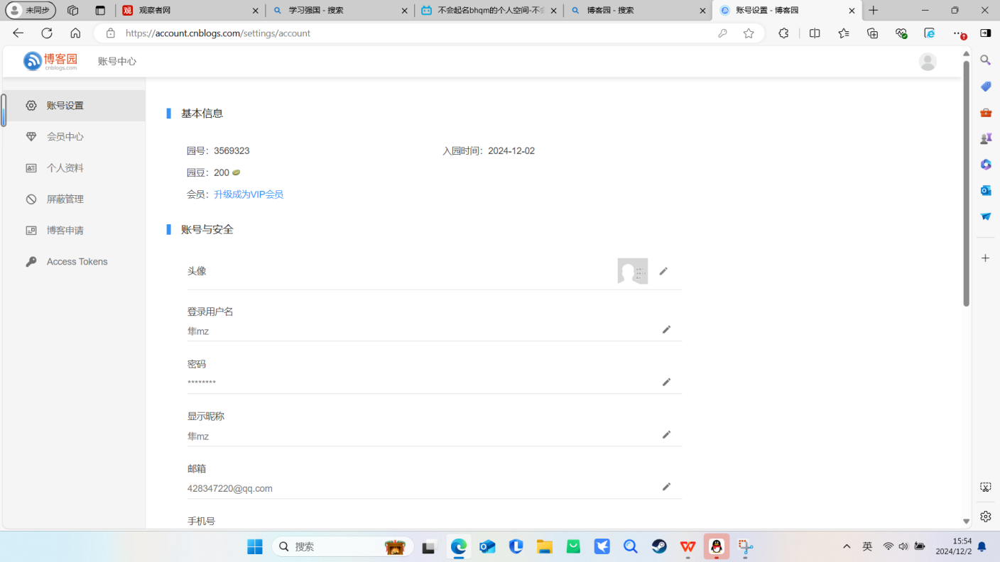 未同步
观察者网
学习强国 - 搜索
不会起名bhqm的个人空间-不会
博客园 - 搜索
账号设置 - 博客园
https://account.cnblogs.com/settings/account
博客园
cnblogs.com
账号中心
账号设置
会员中心
个人资料
屏蔽管理
博客申请
Access Tokens
基本信息
园号：3569323
入园时间：2024-12-02
园豆：200
会员：升级成为VIP会员
账号与安全
头像
登录用户名
隼mz
密码
********
显示昵称
隼mz
邮箱
428347220@qq.com
手机号
搜索
英
15:54
2024/12/2